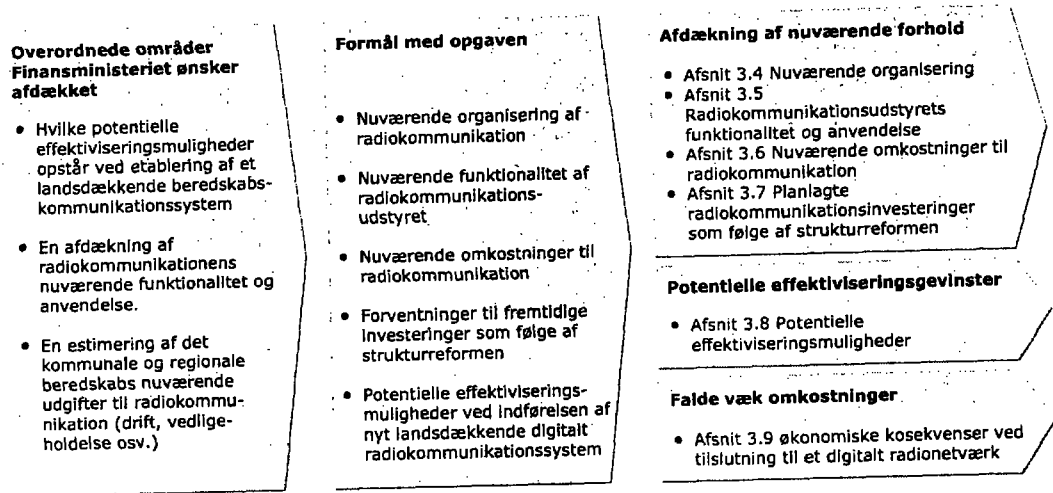 Overordnede områder
Finansministeriet ønsker
afdækket
• Hvilke potentielle
effektiviseringsmuligheder
opstår ved etablering af et
landsdækkende beredskabs-
kommunikationssystem
• En afdækning af
radiokommunikationens
nuværende funktionalitet og
anvendelse.
• En estimering af det
kommunale og regionale
beredskabs nuværende
udgifter til radiokommu-
nikation (drift, vedlige-
holdelse osv.)
Formål med opgaven
• Nuværende organisering af
radiokommunikation
• Nuværende funktionalitet af
radiokommunikations-
udstyret
• Nuværende omkostninger til
radiokommunikation
• Forventninger til fremtidige
investeringer som følge af
strukturreformen
• Potentielle effektiviserings-
muligheder ved indførelsen af
nyt landsdækkende digitalt
radiokommunikationssystem
Afdækning af nuværende forhold
• Afsnit 3.4 Nuværende organisering
• Afsnit 3.5
Radiokommunikationsudstyrets
funktionalitet og anvendelse
• Afsnit 3.6 Nuværende omkostninger til
radiokommunikation
• Afsnit 3.7 Planlagte
radiokommunikationsinvesteringer
som følge af strukturreformen
Potentielle effektiviseringsgevinster
• Afsnit 3.8 Potentielle
effektiviseringsmuligheder
Falde væk omkostninger
• Afsnit 3.9 økonomiske kosekvenser ved
tilslutning til et digitalt radionetværk